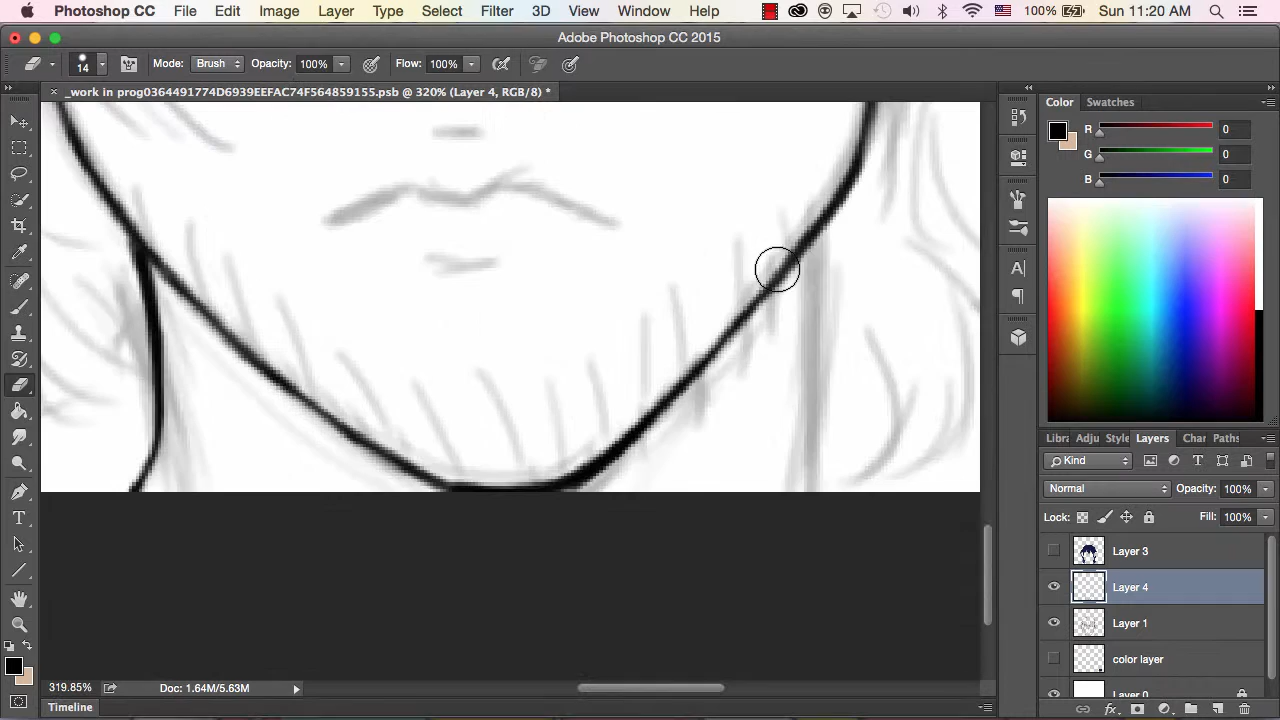 Photoshop CC File Edit Image Layer Type Select Filter 3D View Window Help 100% Sun 11:20 AM
Adobe Photoshop CC 2015
14 Mode: Brush Opacity: 100% Flow: 100%
× _work in prog0364491774D6939EEFAC74F564859155.psb @ 320% (Layer 4, RGB/8) *
Color Swatches
R 0
G 0
B 0
Libra Adju Style Layers Char Paths
Kind
Normal Opacity: 100%
Lock: Fill: 100%
Layer 3
Layer 4
Layer 1
color layer
Layer 0
319.85% Doc: 1.64M/5.63M
Timeline